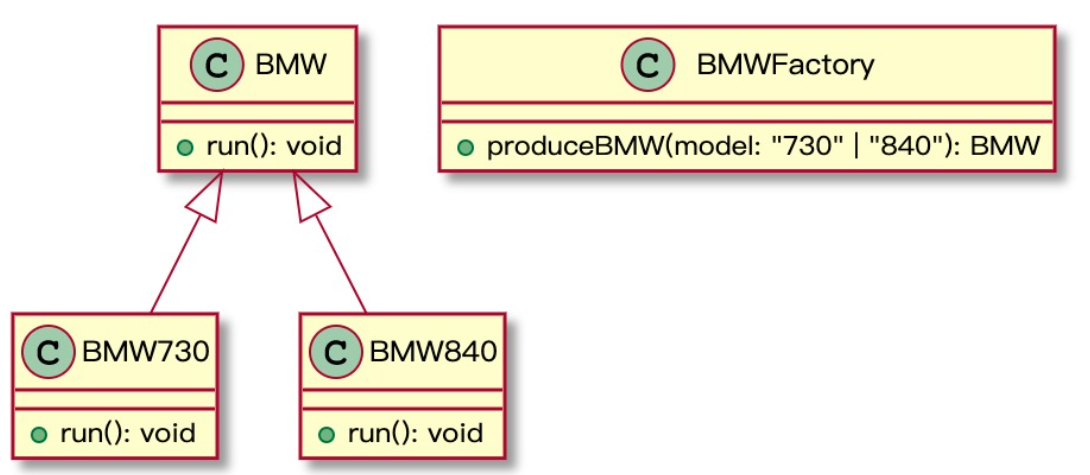 C BMW
run(): void
C BMWFactory
produceBMW(model: "730" | "840"): BMW
C BMW730
run(): void
C BMW840
run(): void